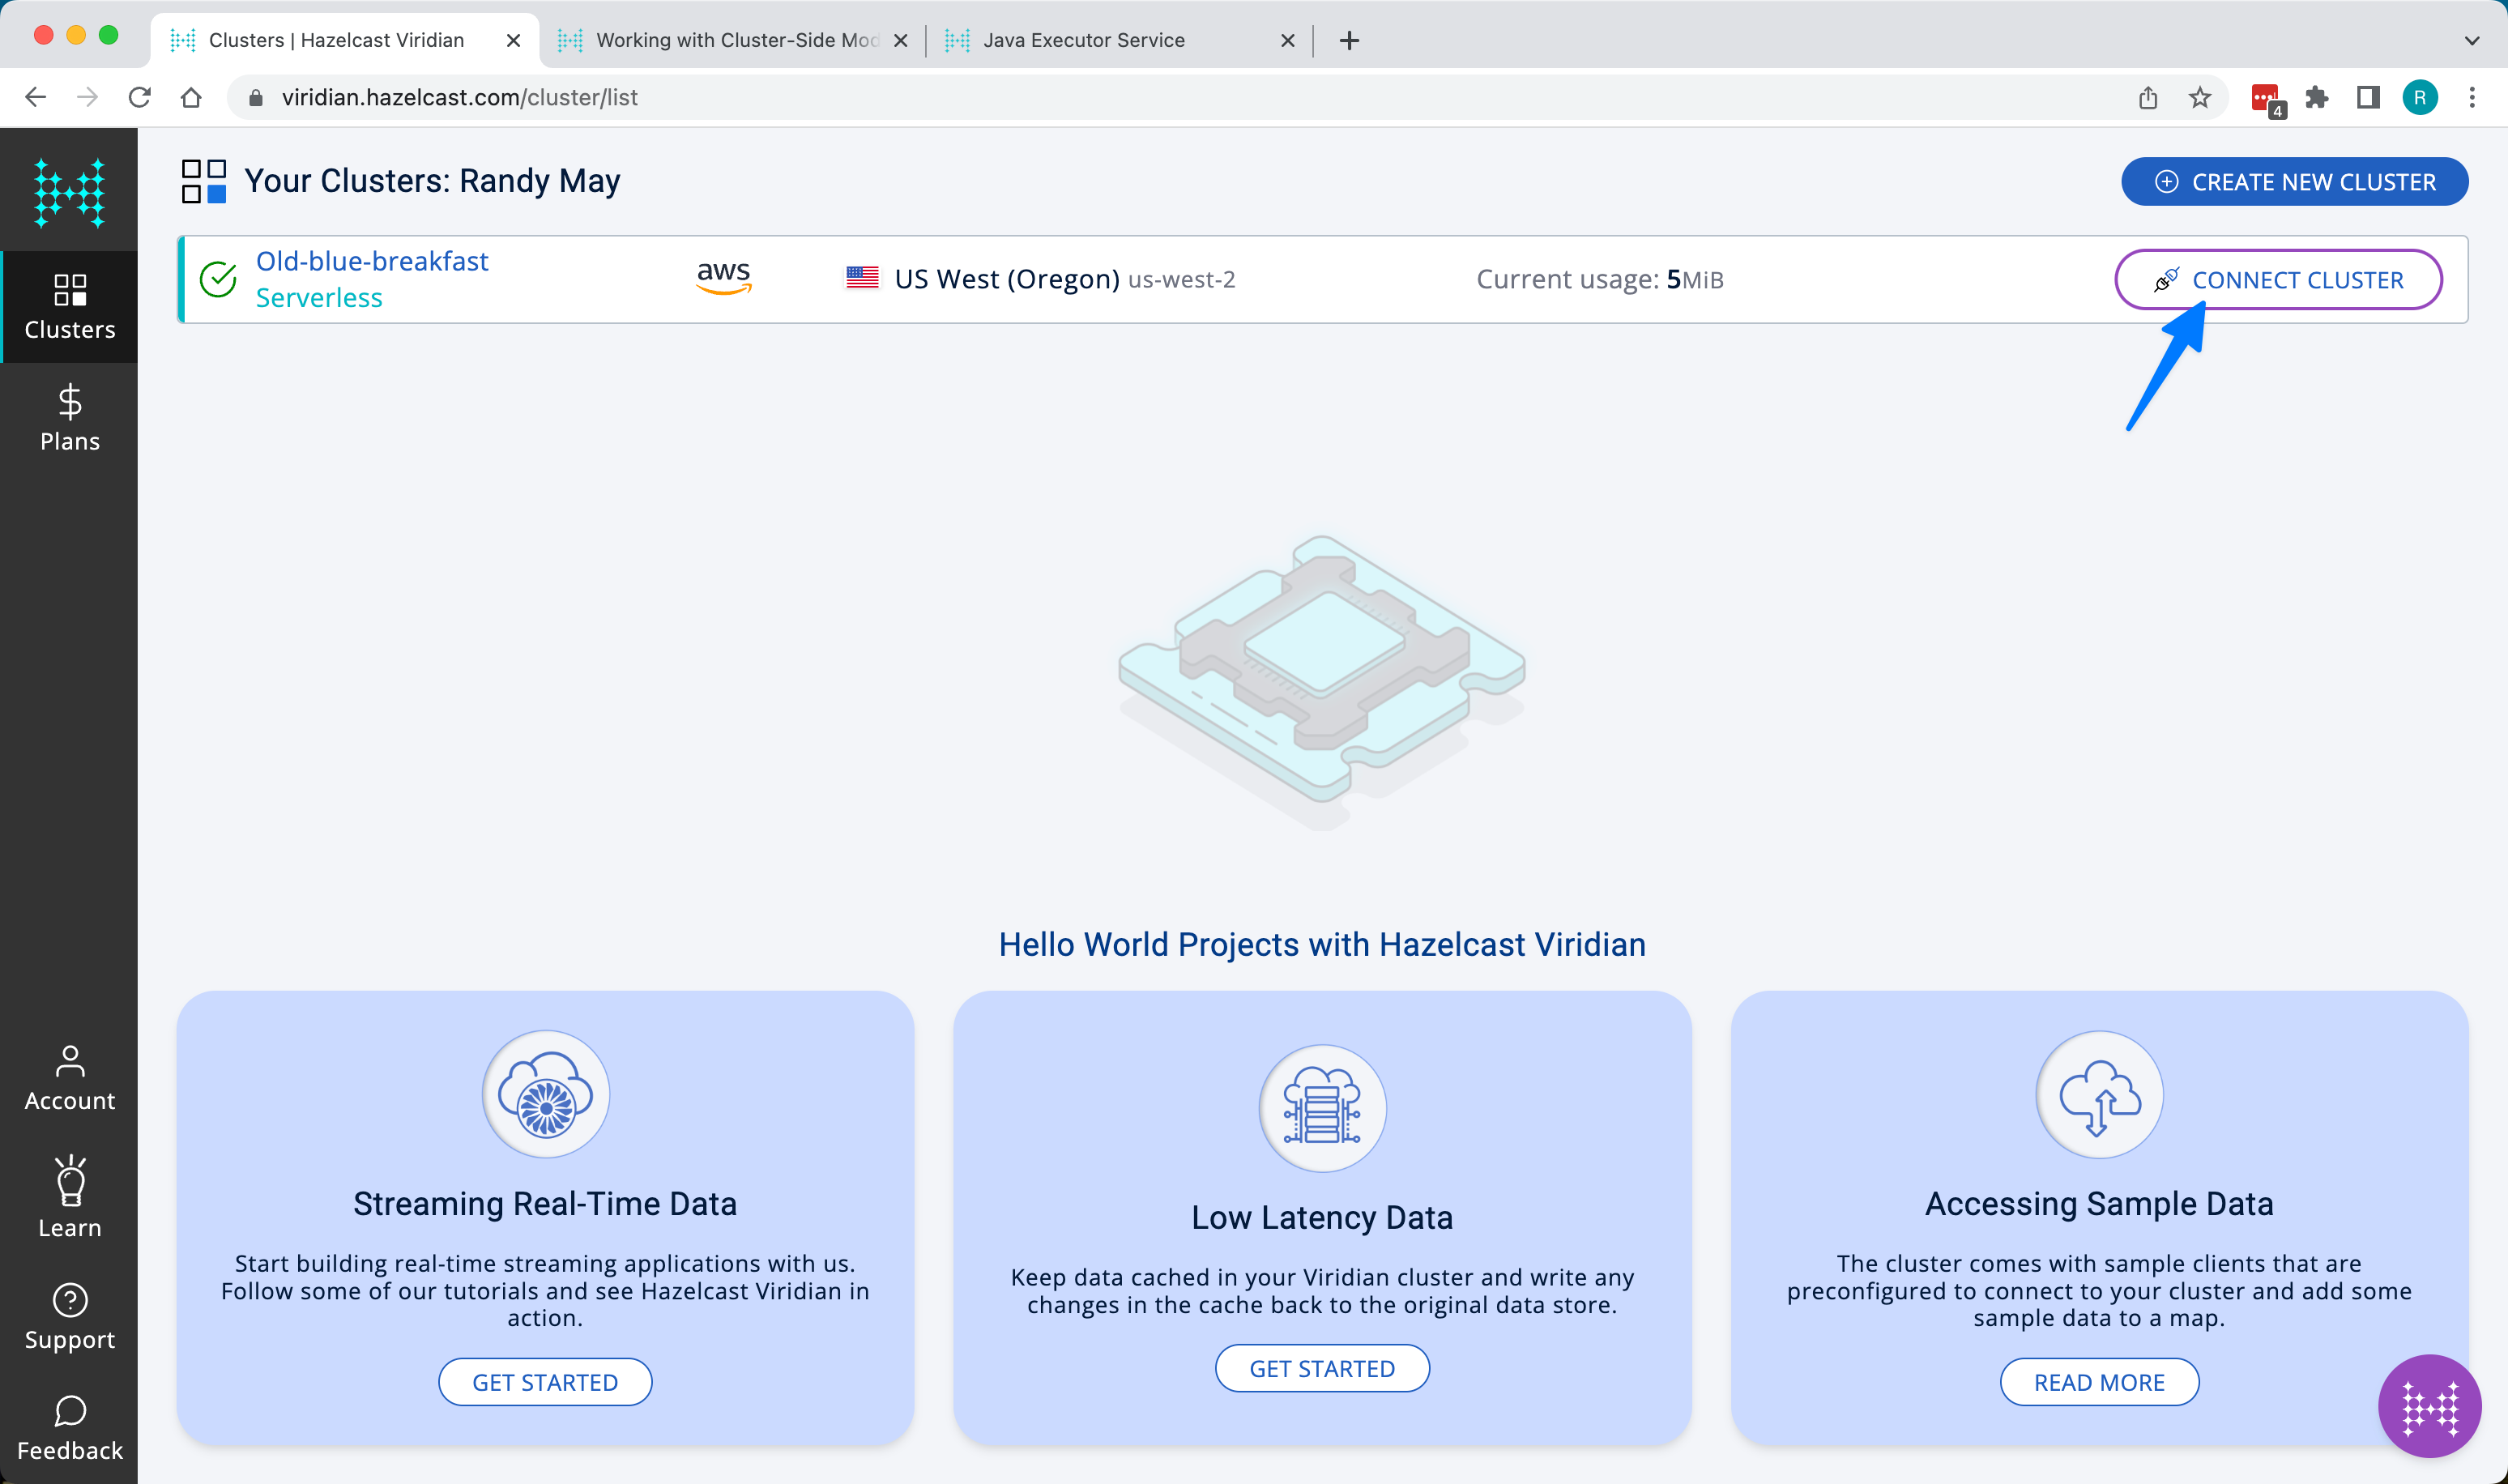 Clusters | Hazelcast Viridian
Working with Cluster-Side Mod
Java Executor Service
viridian.hazelcast.com/cluster/list
4
R
Your Clusters: Randy May
CREATE NEW CLUSTER
Old-blue-breakfast
Serverless
aws
US West (Oregon) us-west-2
Current usage: 5MiB
CONNECT CLUSTER
Clusters
Plans
Account
Learn
Support
Feedback
Hello World Projects with Hazelcast Viridian
Streaming Real-Time Data
Start building real-time streaming applications with us.
Follow some of our tutorials and see Hazelcast Viridian in
action.
GET STARTED
Low Latency Data
Keep data cached in your Viridian cluster and write any
changes in the cache back to the original data store.
GET STARTED
Accessing Sample Data
The cluster comes with sample clients that are
preconfigured to connect to your cluster and add some
sample data to a map.
READ MORE